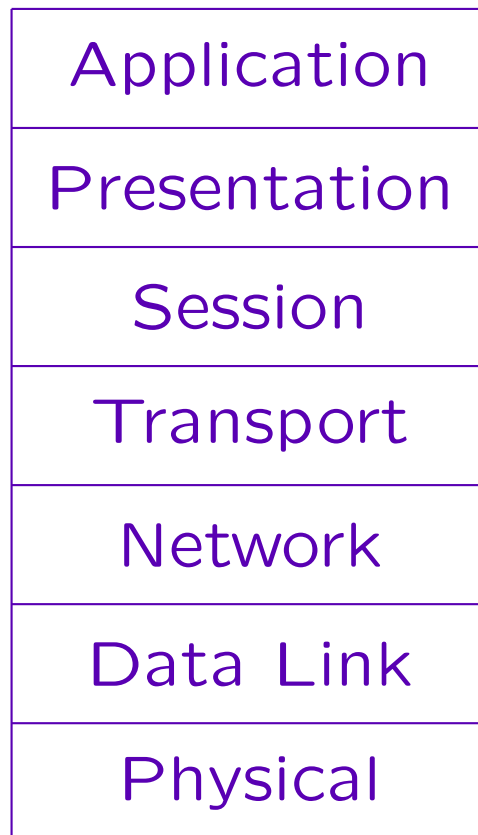 Application
Presentation
Session
Transport
Network
Data Link
Physical